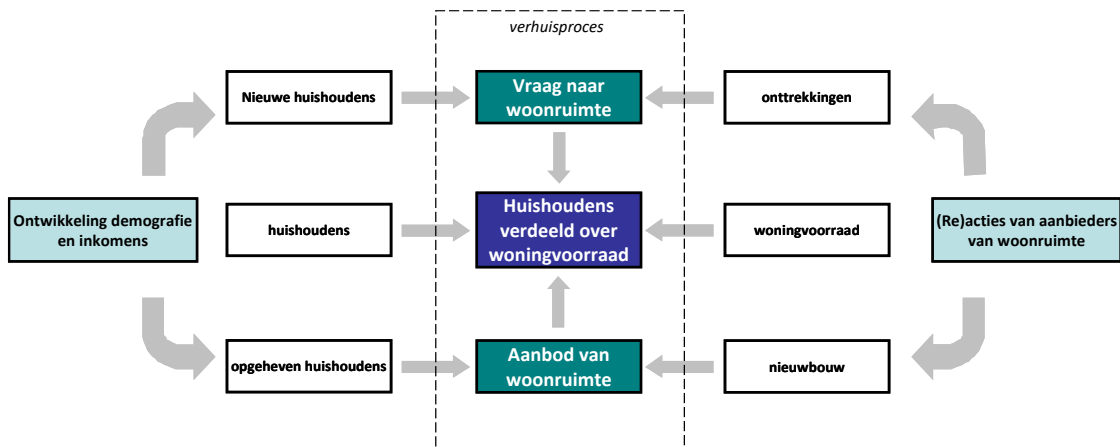 verhuisproces
Nieuwe huishoudens
Vraag naar
woonruimte
onttrekkingen
Ontwikkeling demografie
en inkomens
huishoudens
Huishoudens
verdeeld over
woningvoorraad
woningvoorraad
(Re)acties van aanbieders
van woonruimte
opgeheven huishoudens
Aanbod van
woonruimte
nieuwbouw